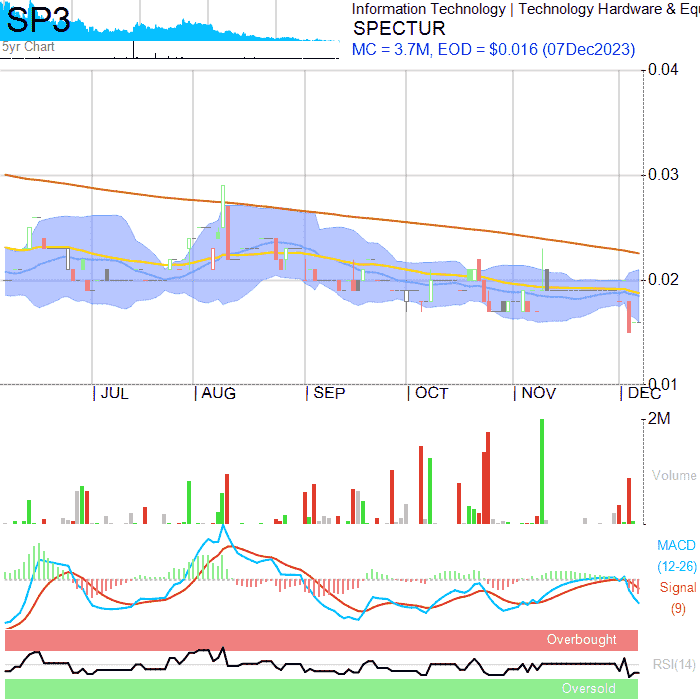 SP3
5yr Chart
Information Technology | Technology Hardware & Equ
SPECTUR
MC = 3.7M, EOD = $0.016 (07Dec2023)
0.04
0.03
0.02
0.01
JUL
AUG
SEP
OCT
NOV
DEC
2M
Volume
MACD
(12-26)
Signal
(9)
Overbought
RSI(14)
Oversold